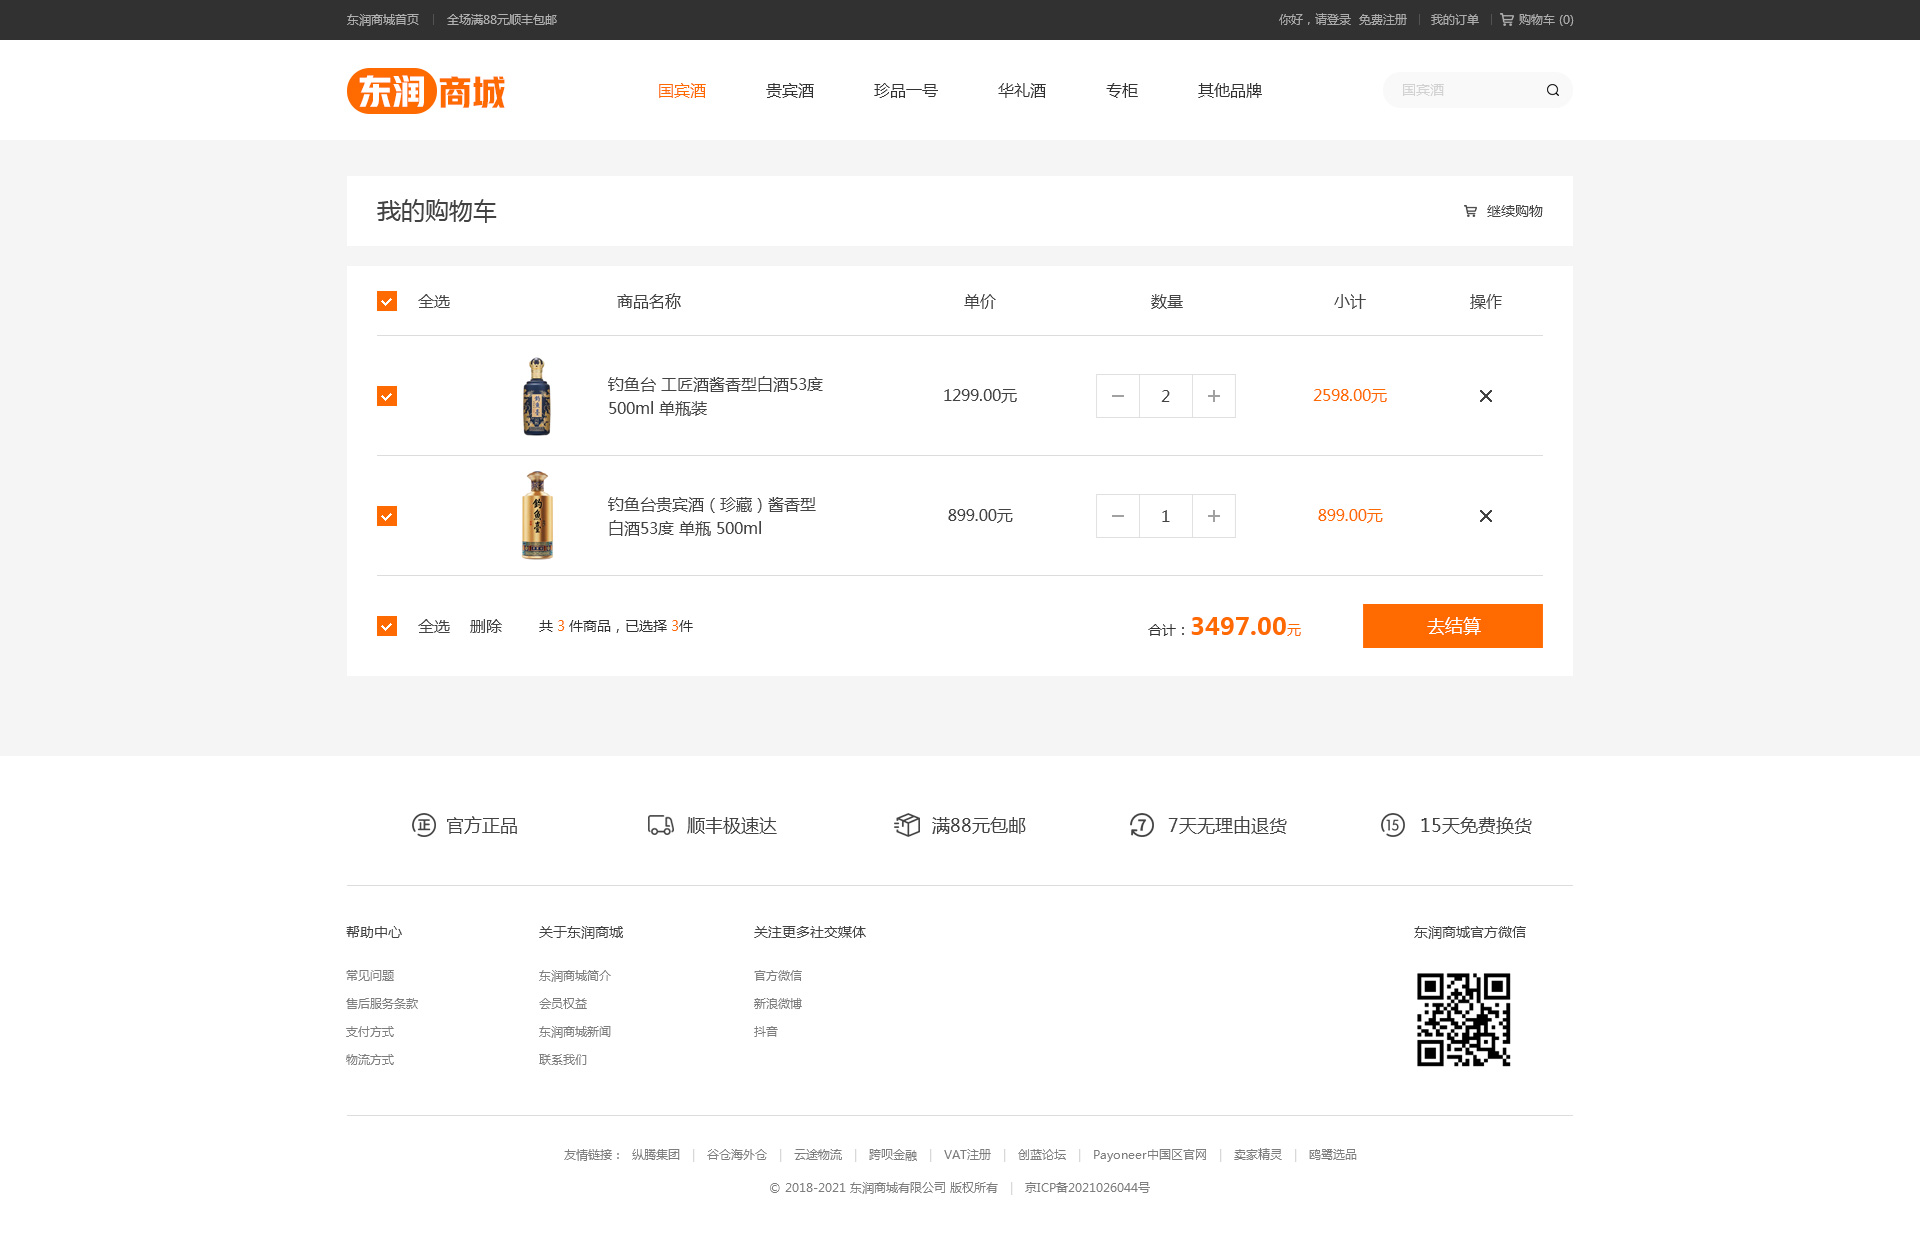 东润商城首页 全场满88元顺丰包邮 你好，请登录 免费注册 我的订单 购物车 (0)
东润商城 国宾酒 贵宾酒 珍品一号 华礼酒 专柜 其他品牌 国宾酒
我的购物车 继续购物
全选 商品名称 单价 数量 小计 操作
钓鱼台 工匠酒酱香型白酒53度
500ml 单瓶装 1299.00元 2 2598.00元
钓鱼台贵宾酒（珍藏）酱香型
白酒53度 单瓶 500ml 899.00元 1 899.00元
钓魚臺
全选 删除 共 3 件商品，已选择 3件 合计：3497.00元 去结算
正 官方正品 顺丰极速达 满88元包邮 7 7天无理由退货 15 15天免费换货
帮助中心 关于东润商城 关注更多社交媒体 东润商城官方微信
常见问题 东润商城简介 官方微信
售后服务条款 会员权益 新浪微博
支付方式 东润商城新闻 抖音
物流方式 联系我们
友情链接： 纵腾集团 | 谷仓海外仓 | 云途物流 | 跨呗金融 | VAT注册 | 创蓝论坛 | Payoneer中国区官网 | 卖家精灵 | 鸥鹭选品
© 2018-2021 东润商城有限公司 版权所有 | 京ICP备2021026044号